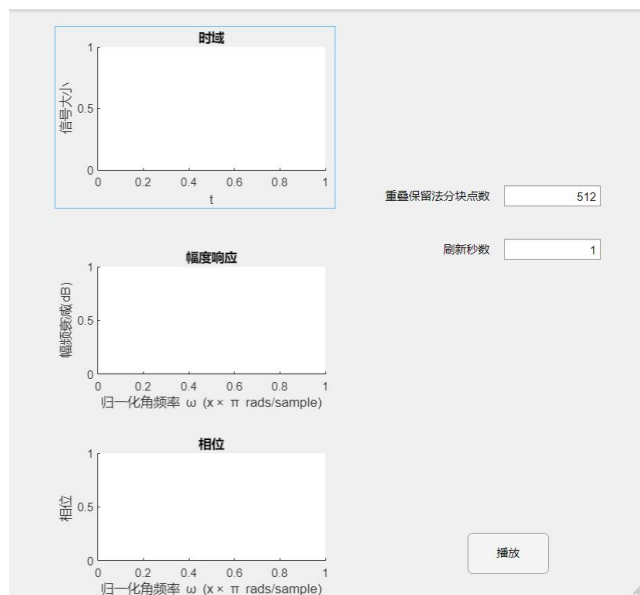 时域
1
0.5
0
信号大小
0 0.2 0.4 0.6 0.8 1
t
重叠保留法分块点数 512
刷新秒数 1
幅度响应
1
0.5
0
幅频衰减(dB)
0 0.2 0.4 0.6 0.8 1
归一化角频率 ω (x× π rads/sample)
相位
1
0.5
0
相位
0 0.2 0.4 0.6 0.8 1
归一化角频率 ω (x× π rads/sample)
播放